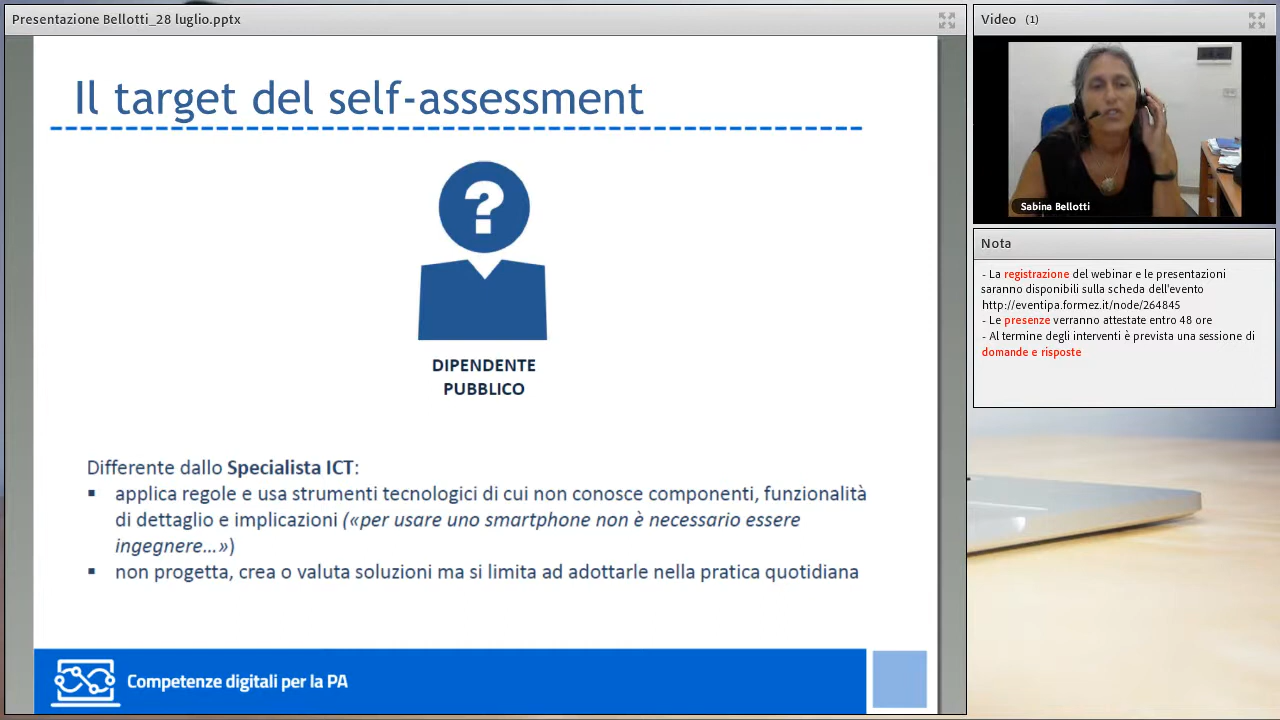 Presentazione Bellotti_28 luglio.pptx
Il target del self-assessment
?
DIPENDENTE
PUBBLICO
Differente dallo Specialista ICT:
▪ applica regole e usa strumenti tecnologici di cui non conosce componenti, funzionalità
di dettaglio e implicazioni («per usare uno smartphone non è necessario essere
ingegnere...»)
▪ non progetta, crea o valuta soluzioni ma si limita ad adottarle nella pratica quotidiana
Competenze digitali per la PA
Video (1)
Sabina Bellotti
Nota
- La registrazione del webinar e le presentazioni
saranno disponibili sulla scheda dell'evento
http://eventipa.formez.it/node/264845
- Le presenze verranno attestate entro 48 ore
- Al termine degli interventi è prevista una sessione di
domande e risposte